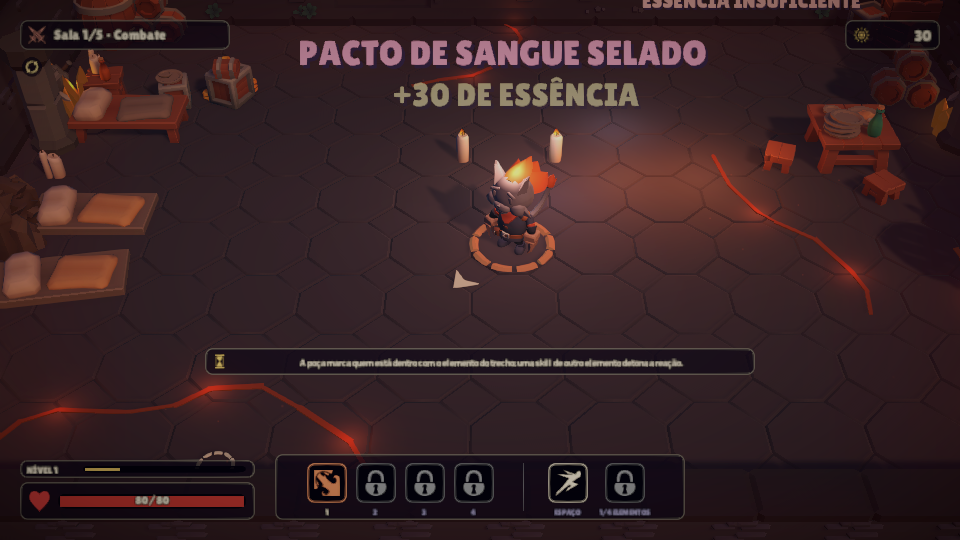 ESSÊNCIA INSUFICIENTE
Sala 1/5 - Combate
30
PACTO DE SANGUE SELADO
+30 DE ESSÊNCIA
A poça marca quem está dentro com o elemento do trecho; uma skill de outro elemento detona a reação.
NÍVEL 1
80/80
1
2
3
4
ESPAÇO
1/4 ELEMENTOS